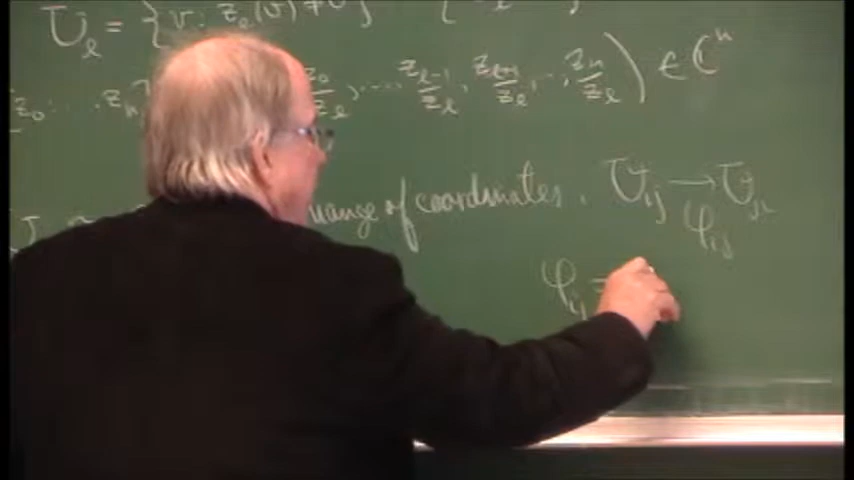 U_ℓ = {v : z_ℓ(v) ≠ 0}
z_0 : ... z_n z_0/z_ℓ, ..., z_{ℓ-1}/z_ℓ, z_{ℓ+1}/z_ℓ, ..., z_n/z_ℓ) ∈ ℂ^n
hange of coordinates. U_ij → U_ji
φ_ij
φ_ij =